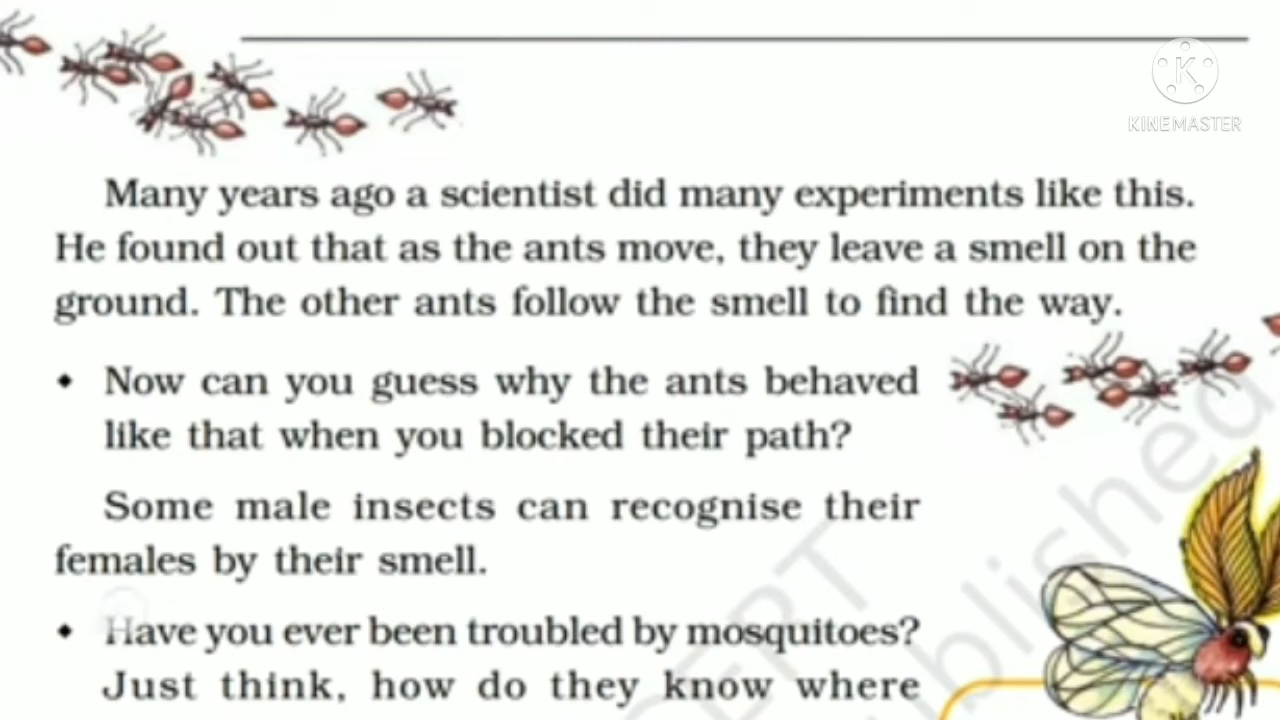 KINEMASTER
Many years ago a scientist did many experiments like this.
He found out that as the ants move, they leave a smell on the
ground. The other ants follow the smell to find the way.
• Now can you guess why the ants behaved
like that when you blocked their path?
Some male insects can recognise their
females by their smell.
• Have you ever been troubled by mosquitoes?
Just think, how do they know where